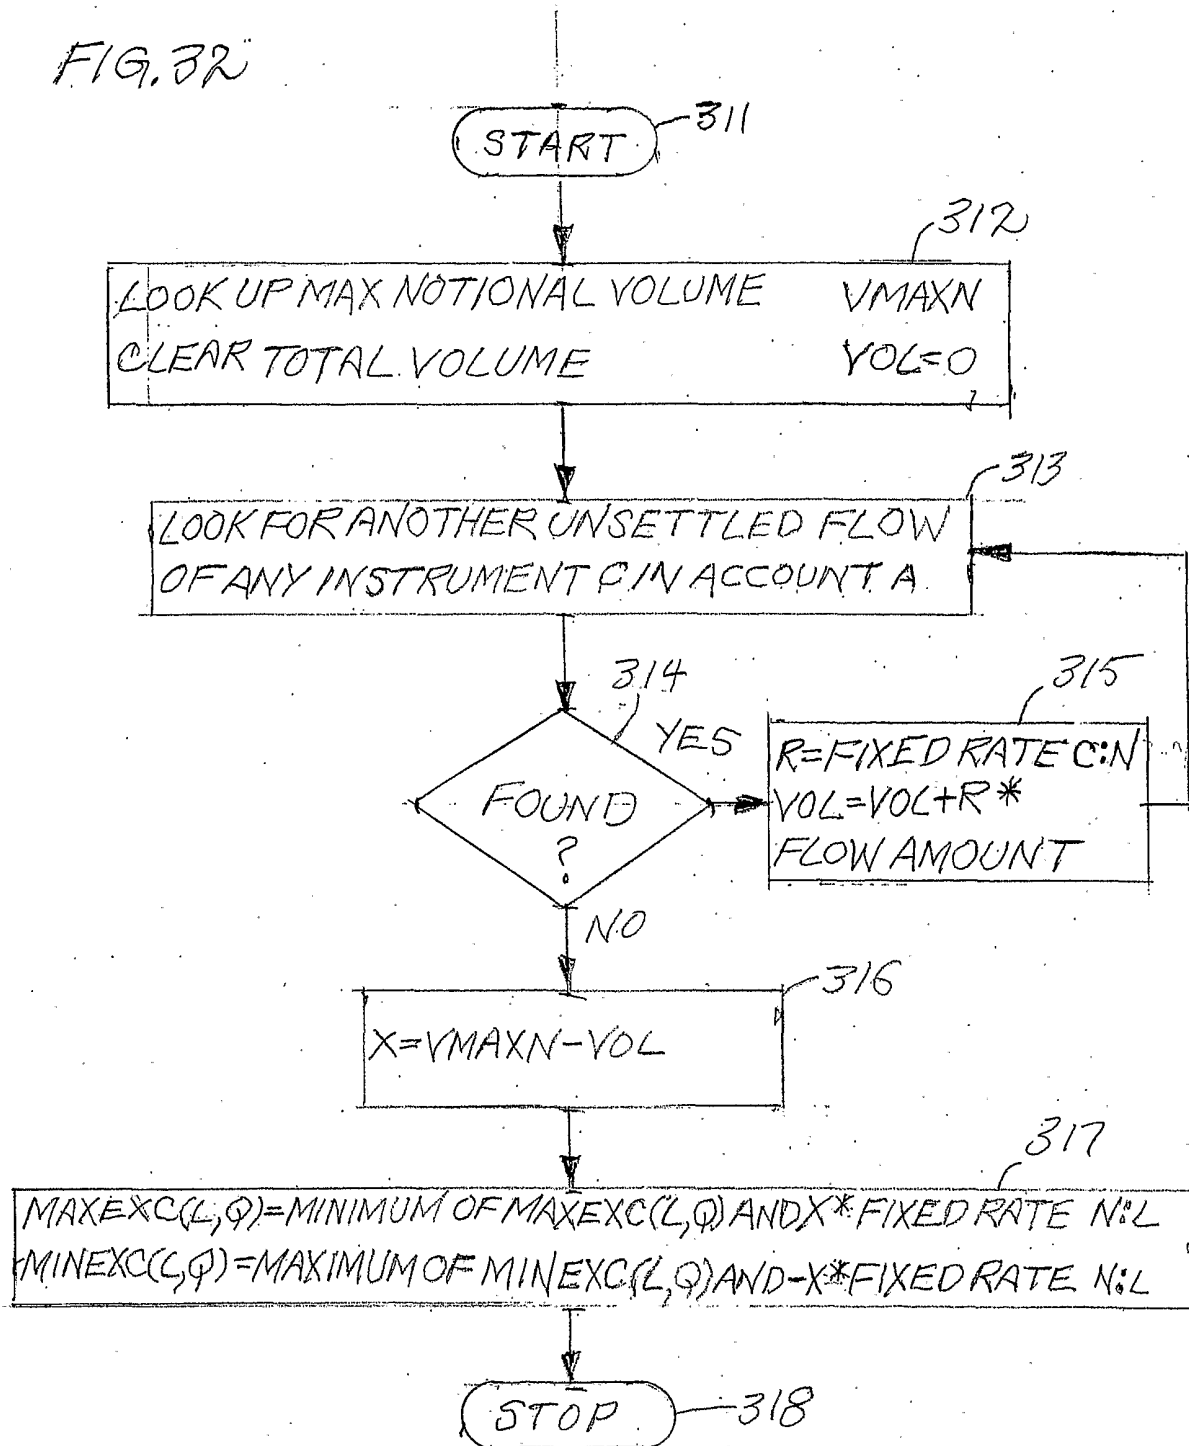 FIG. 32
START
311
312
LOOK UP MAX NOTIONAL VOLUME VMAXN
CLEAR TOTAL VOLUME VOL=0
313
LOOK FOR ANOTHER UNSETTLED FLOW
OF ANY INSTRUMENT C IN ACCOUNT A
314
YES
FOUND
?
315
R=FIXED RATE C:N
VOL=VOL+R*
FLOW AMOUNT
NO
316
X=VMAXN-VOL
317
MAXEXC(L,Q)=MINIMUM OF MAXEXC(L,Q) AND X* FIXED RATE N:L
MINEXC(L,Q)=MAXIMUM OF MINEXC(L,Q) AND -X* FIXED RATE N:L
STOP
318